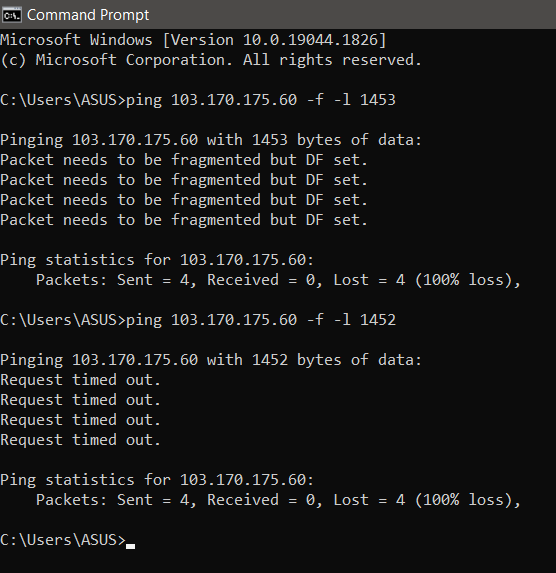 Command Prompt
Microsoft Windows [Version 10.0.19044.1826]
(c) Microsoft Corporation. All rights reserved.
C:\Users\ASUS>ping 103.170.175.60 -f -l 1453
Pinging 103.170.175.60 with 1453 bytes of data:
Packet needs to be fragmented but DF set.
Packet needs to be fragmented but DF set.
Packet needs to be fragmented but DF set.
Packet needs to be fragmented but DF set.
Ping statistics for 103.170.175.60:
    Packets: Sent = 4, Received = 0, Lost = 4 (100% loss),
C:\Users\ASUS>ping 103.170.175.60 -f -l 1452
Pinging 103.170.175.60 with 1452 bytes of data:
Request timed out.
Request timed out.
Request timed out.
Request timed out.
Ping statistics for 103.170.175.60:
    Packets: Sent = 4, Received = 0, Lost = 4 (100% loss),
C:\Users\ASUS>